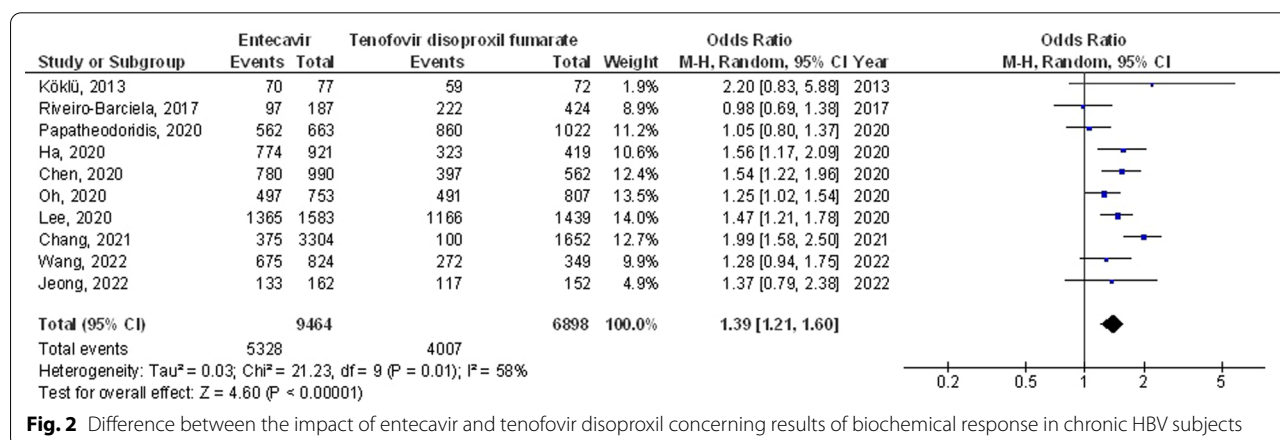 Entecavir Tenofovir disoproxil fumarate Odds Ratio Odds Ratio
Study or Subgroup Events Total Events Total Weight M-H, Random, 95% CI Year M-H, Random, 95% CI
Köklü, 2013 70 77 59 72 1.9% 2.20 [0.83, 5.88] 2013
Riveiro-Barciela, 2017 97 187 222 424 8.9% 0.98 [0.69, 1.38] 2017
Papatheodoridis, 2020 562 663 860 1022 11.2% 1.05 [0.80, 1.37] 2020
Ha, 2020 774 921 323 419 10.6% 1.56 [1.17, 2.09] 2020
Chen, 2020 780 990 397 562 12.4% 1.54 [1.22, 1.96] 2020
Oh, 2020 497 753 491 807 13.5% 1.25 [1.02, 1.54] 2020
Lee, 2020 1365 1583 1166 1439 14.0% 1.47 [1.21, 1.78] 2020
Chang, 2021 375 3304 100 1652 12.7% 1.99 [1.58, 2.50] 2021
Wang, 2022 675 824 272 349 9.9% 1.28 [0.94, 1.75] 2022
Jeong, 2022 133 162 117 152 4.9% 1.37 [0.79, 2.38] 2022
Total (95% CI) 9464 6898 100.0% 1.39 [1.21, 1.60]
Total events 5328 4007
Heterogeneity: Tau² = 0.03; Chi² = 21.23, df = 9 (P = 0.01); I² = 58%
Test for overall effect: Z = 4.60 (P < 0.00001)
0.2 0.5 1 2 5
Fig. 2 Difference between the impact of entecavir and tenofovir disoproxil concerning results of biochemical response in chronic HBV subjects